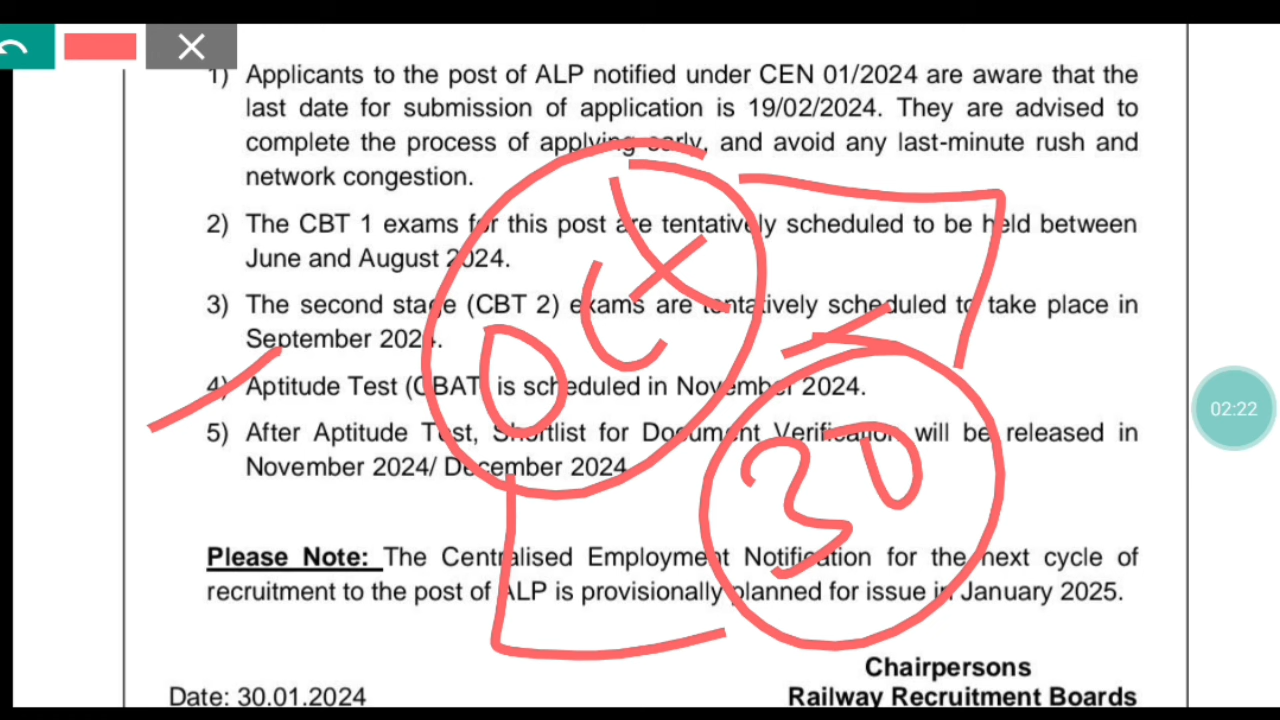 1) Applicants to the post of ALP notified under CEN 01/2024 are aware that the
last date for submission of application is 19/02/2024. They are advised to
complete the process of applying early, and avoid any last-minute rush and
network congestion.
2) The CBT 1 exams for this post are tentatively scheduled to be held between
June and August 2024.
3) The second stage (CBT 2) exams are tentatively scheduled to take place in
September 2024.
4) Aptitude Test (CBAT) is scheduled in November 2024.
5) After Aptitude Test, Shortlist for Document Verification will be released in
November 2024/ December 2024
02:22
30
Please Note: The Centralised Employment Notification for the next cycle of
recruitment to the post of ALP is provisionally planned for issue in January 2025.
Chairpersons
Date: 30.01.2024 Railway Recruitment Boards